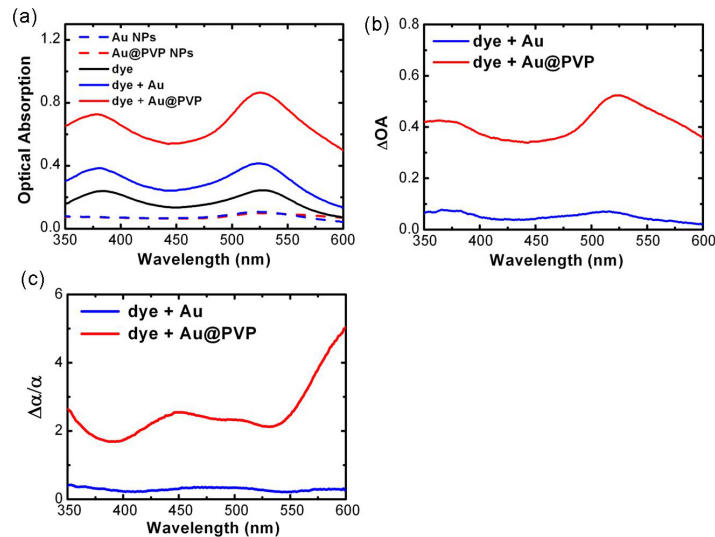 (a)
1.2
0.8
0.4
0.0
Optical Absorption
Au NPs
Au@PVP NPs
dye
dye + Au
dye + Au@PVP
350 400 450 500 550 600
Wavelength (nm)
(b)
0.8
0.6
0.4
0.2
0.0
ΔOA
dye + Au
dye + Au@PVP
350 400 450 500 550 600
Wavelength (nm)
(c)
6
4
2
0
Δα/α
dye + Au
dye + Au@PVP
350 400 450 500 550 600
Wavelength (nm)